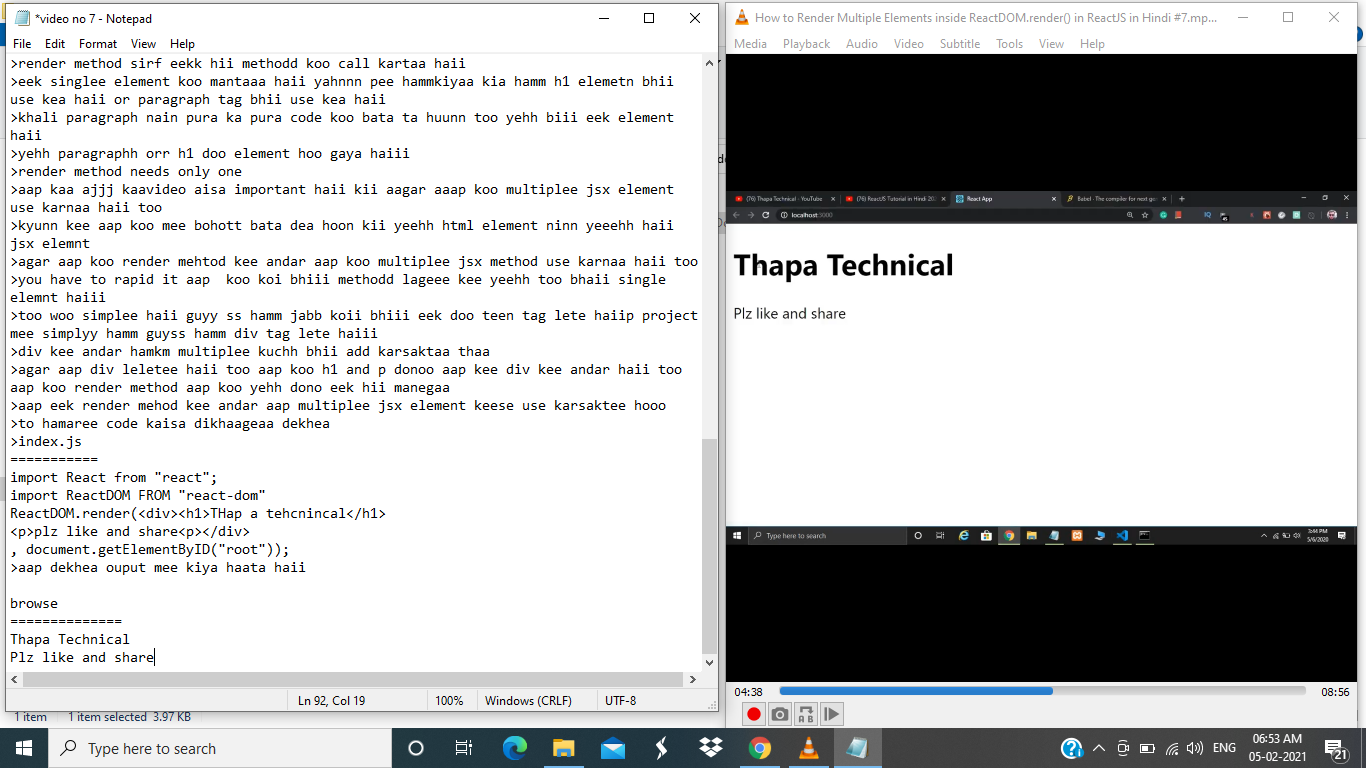 *video no 7 - Notepad
File Edit Format View Help
>render method sirf eekk hii methodd koo call kartaa haii
>eek singlee element koo mantaaa haii yahnnn pee hammkiyaa kia hamm h1 elemetn bhii
use kea haii or paragraph tag bhii use kea haii
>khali paragraph nain pura ka pura code koo bata ta huunn too yehh biii eek element
haii
>yehh paragraphh orr h1 doo element hoo gaya haiii
>render method needs only one
>aap kaa ajjj kaavideo aisa important haii kii aagar aaap koo multiplee jsx element
use karnaa haii too
>kyunn kee aap koo mee bohott bata dea hoon kii yeehh html element ninn yeeehh haii
jsx elemnt
>agar aap koo render mehtod kee andar aap koo multiplee jsx method use karnaa haii too
>you have to rapid it aap  koo koi bhiii methodd lageee kee yeehh too bhaii single
elemnt haiii
>too woo simplee haii guyy ss hamm jabb koii bhiii eek doo teen tag lete haiip project
mee simplyy hamm guyss hamm div tag lete haiii
>div kee andar hamkm multiplee kuchh bhii add karsaktaa thaa
>agar aap div leletee haii too aap koo h1 and p donoo aap kee div kee andar haii too
aap koo render method aap koo yehh dono eek hii manegaa
>aap eek render mehod kee andar aap multiplee jsx element keese use karsaktee hooo
>to hamaree code kaisa dikhaageaa dekhea
>index.js
===========
import React from "react";
import ReactDOM FROM "react-dom"
ReactDOM.render(<div><h1>THap a tehcnincal</h1>
<p>plz like and share<p></div>
, document.getElementByID("root"));
>aap dekhea ouput mee kiya haata haii
browse
==============
Thapa Technical
Plz like and share
Ln 92, Col 19 100% Windows (CRLF) UTF-8
1 item 1 item selected 3.97 KB
How to Render Multiple Elements inside ReactDOM.render() in ReactJS in Hindi #7.mp...
Media Playback Audio Video Subtitle Tools View Help
(76) Thapa Technical - YouTube (76) ReactJS Tutorial in Hindi 20 React App Babel - The compiler for next ge
localhost:3000
Thapa Technical
Plz like and share
Type here to search
3:44 PM
5/6/2020
04:38 08:56
Type here to search
ENG
06:53 AM
05-02-2021
21